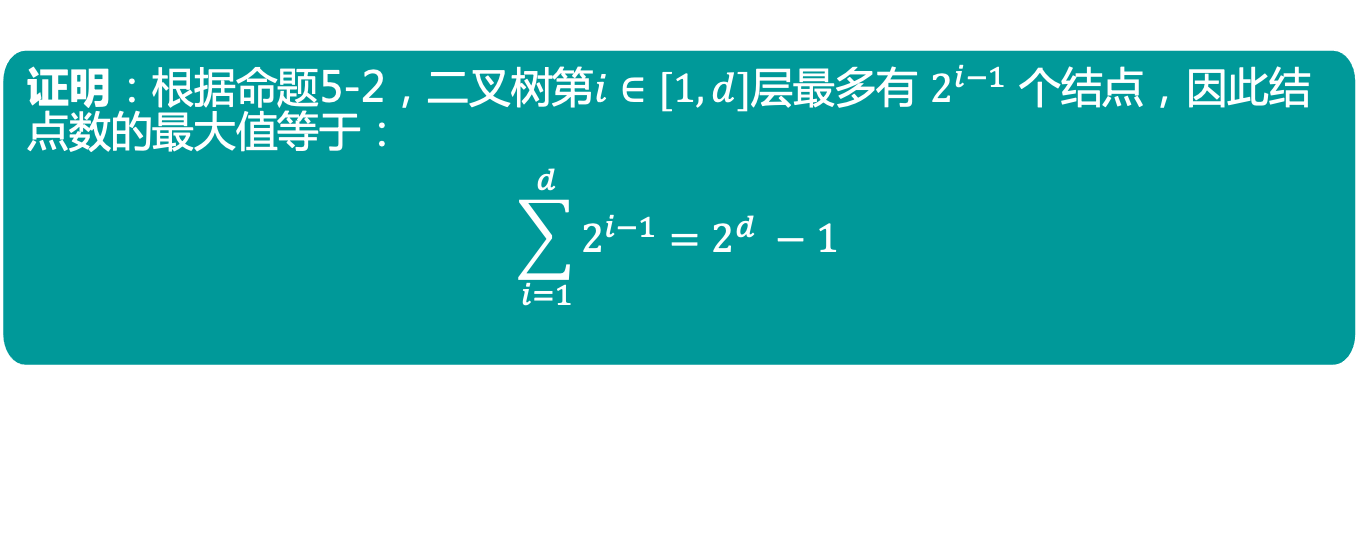 证明：根据命题5-2，二叉树第𝑖 ∈ [1, 𝑑]层最多有 2^{𝑖−1} 个结点，因此结
点数的最大值等于：
\sum_{i=1}^{d} 2^{i-1} = 2^{d} - 1